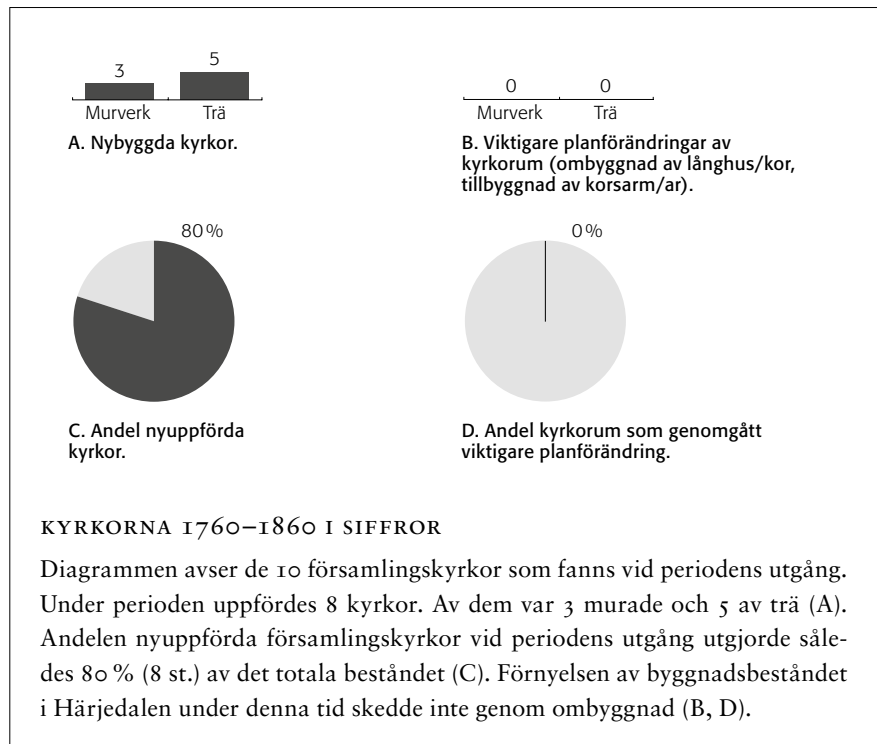 3 5
Murverk Trä
A. Nybyggda kyrkor.
0 0
Murverk Trä
B. Viktigare planförändringar av
kyrkorum (ombyggnad av långhus/kor,
tillbyggnad av korsarm/ar).
80 %
C. Andel nyuppförda
kyrkor.
0 %
D. Andel kyrkorum som genomgått
viktigare planförändring.
KYRKORNA 1760–1860 I SIFFROR
Diagrammen avser de 10 församlingskyrkor som fanns vid periodens utgång.
Under perioden uppfördes 8 kyrkor. Av dem var 3 murade och 5 av trä (A).
Andelen nyuppförda församlingskyrkor vid periodens utgång utgjorde såle-
des 80 % (8 st.) av det totala beståndet (C). Förnyelsen av byggnadsbeståndet
i Härjedalen under denna tid skedde inte genom ombyggnad (B, D).